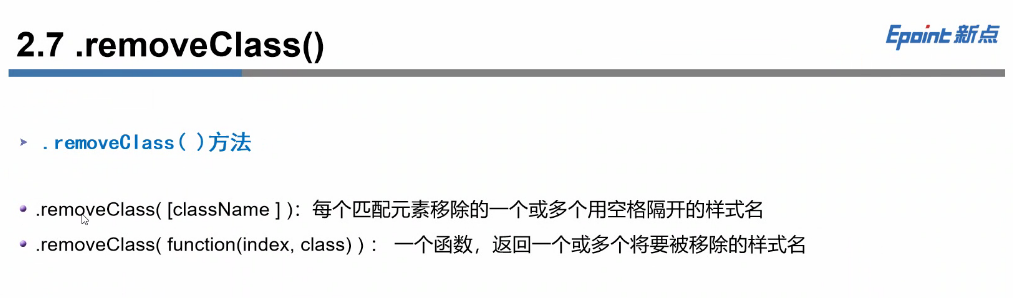 2.7 .removeClass()
Epoint 新点
.removeClass( )方法
.removeClass( [className ] )：每个匹配元素移除的一个或多个用空格隔开的样式名
.removeClass( function(index, class) ) ： 一个函数，返回一个或多个将要被移除的样式名